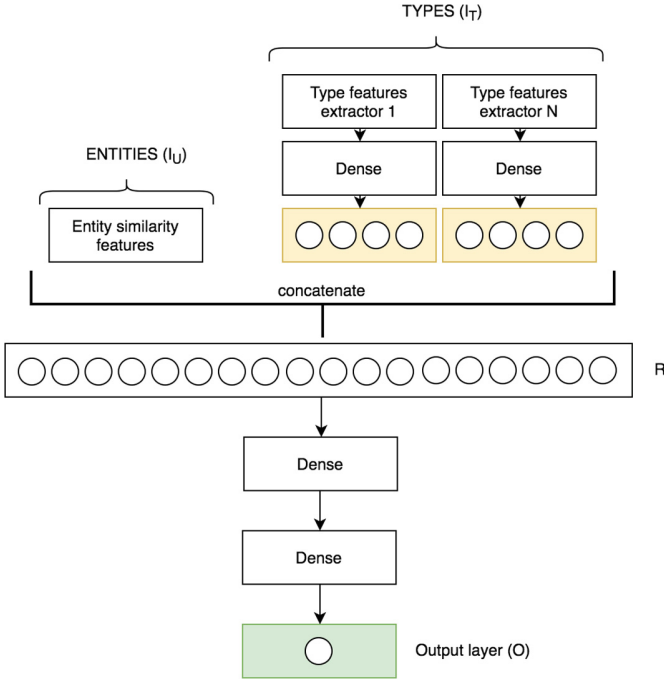 TYPES (I_T)
Type features
extractor 1
Type features
extractor N
ENTITIES (I_U)
Dense
Dense
Entity similarity
features
concatenate
R
Dense
Dense
Output layer (O)